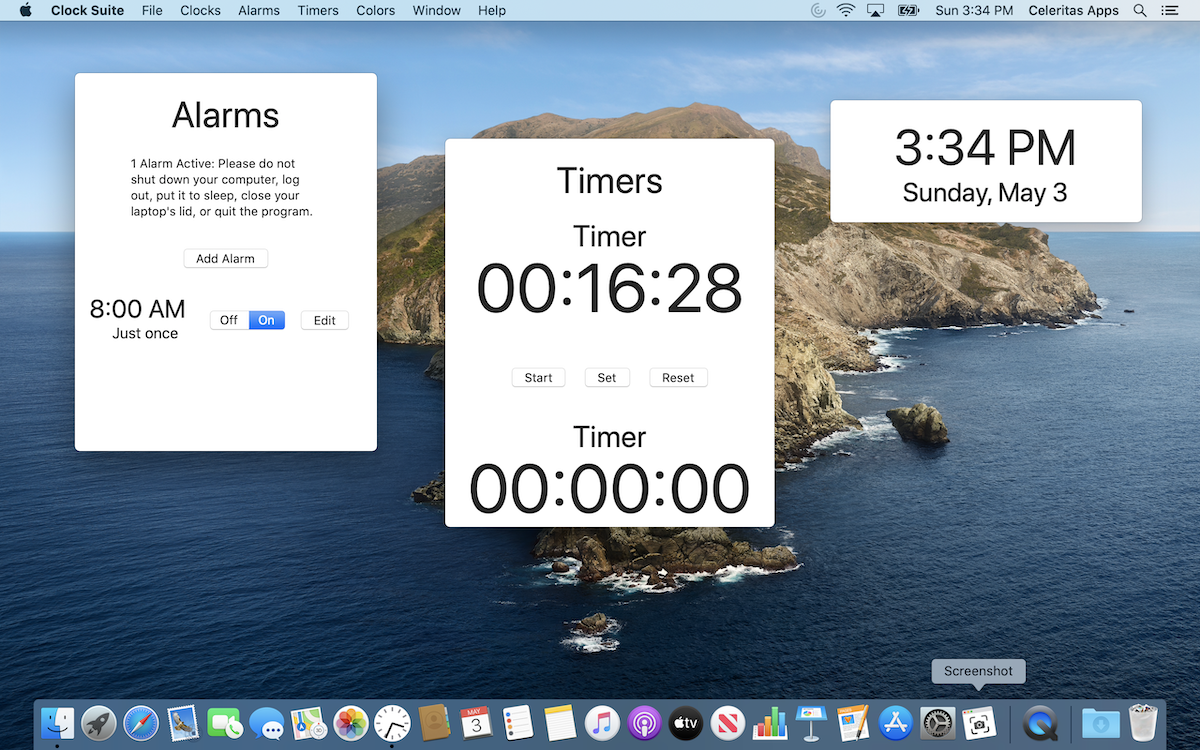 Clock Suite File Clocks Alarms Timers Colors Window Help Sun 3:34 PM Celeritas Apps
Alarms
1 Alarm Active: Please do not
shut down your computer, log
out, put it to sleep, close your
laptop's lid, or quit the program.
Add Alarm
8:00 AM
Just once
Off On Edit
Timers
Timer
00:16:28
Start Set Reset
Timer
00:00:00
3:34 PM
Sunday, May 3
Screenshot
MAY
3
tv